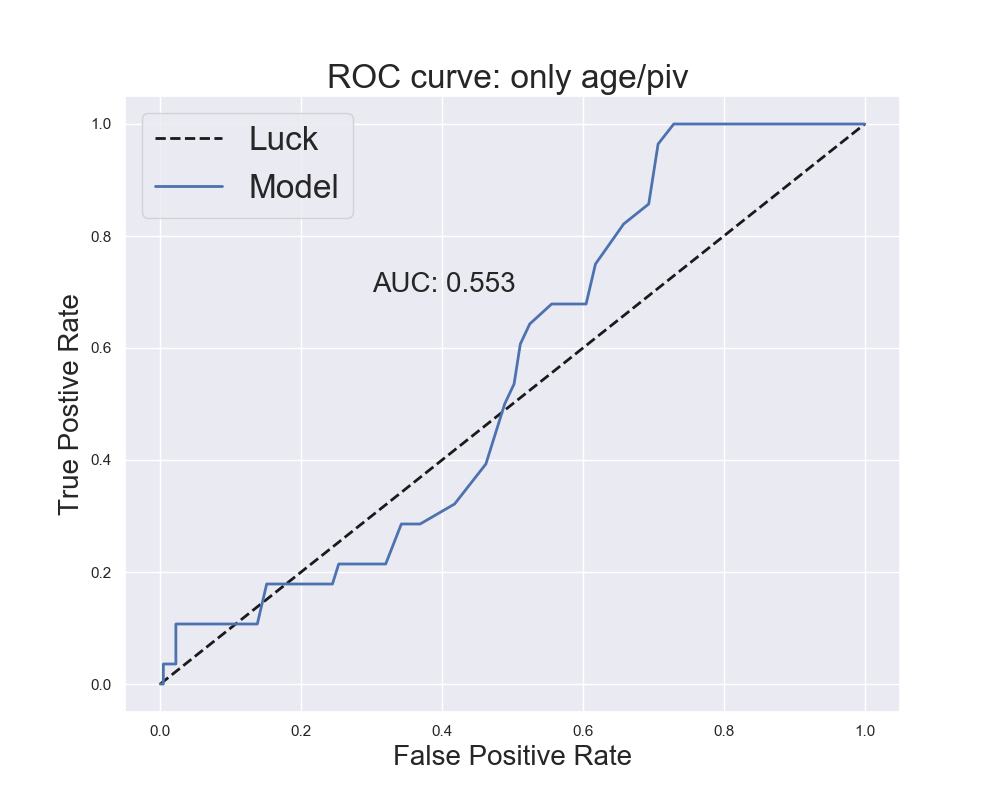 ROC curve: only age/piv
Luck
Model
AUC: 0.553
True Postive Rate
1.0
0.8
0.6
0.4
0.2
0.0
0.0 0.2 0.4 0.6 0.8 1.0
False Positive Rate